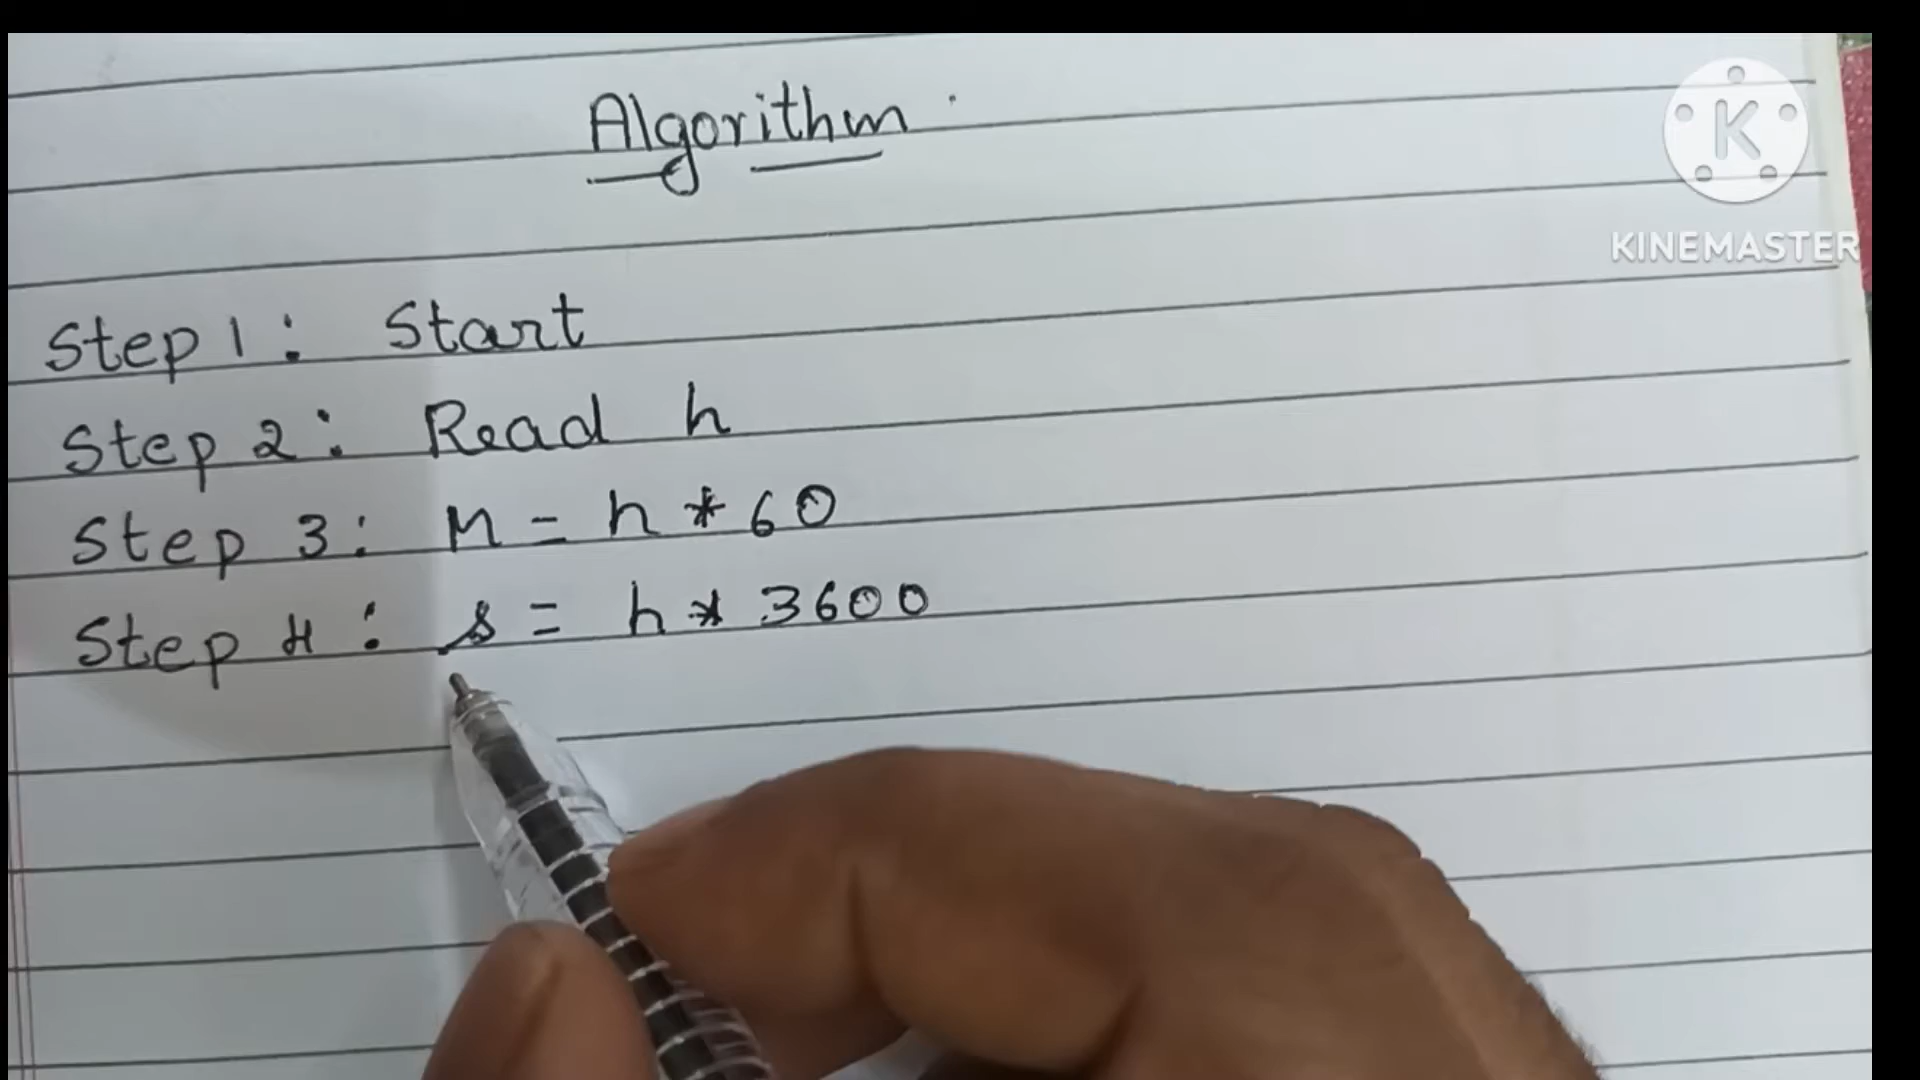 Algorithm
KINEMASTER
Step 1: Start
Step 2: Read h
Step 3: M = h * 60
Step 4: s = h * 3600